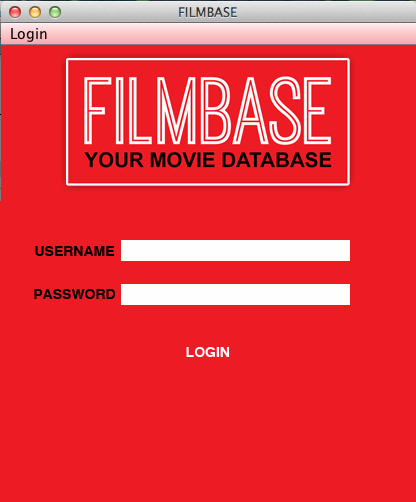 FILMBASE
Login
FILMBASE
YOUR MOVIE DATABASE
USERNAME
PASSWORD
LOGIN